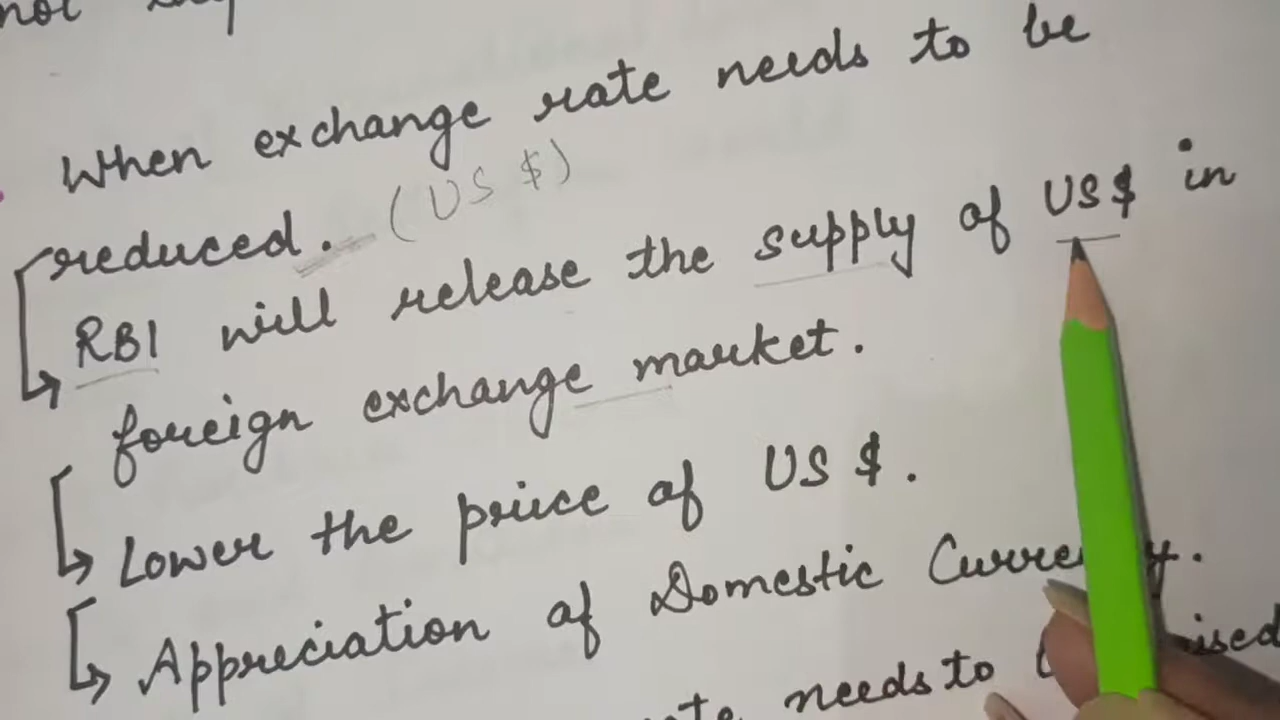 not
When exchange rate needs to be
reduced. (US $)
RBI will release the supply of US$ in
foreign exchange market.
Lower the price of US $.
Appreciation of Domestic
needs to